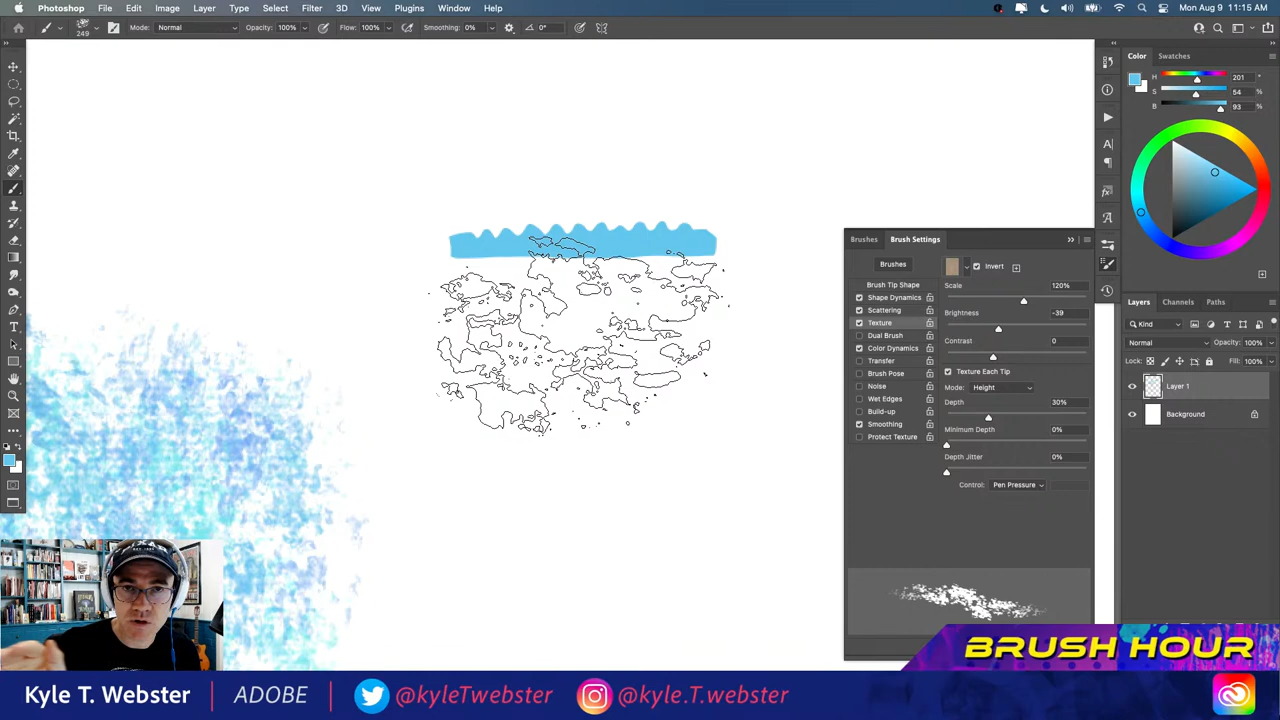 Photoshop File Edit Image Layer Type Select Filter 3D View Plugins Window Help Mon Aug 9 11:15 AM
249 Mode: Normal Opacity: 100% Flow: 100% Smoothing: 0% 0°
Color Swatches
H 201 °
S 54 %
B 93 %
Brushes Brush Settings
Brushes Invert
Brush Tip Shape
Shape Dynamics
Scattering
Texture
Dual Brush
Color Dynamics
Transfer
Brush Pose
Noise
Wet Edges
Build-up
Smoothing
Protect Texture
Scale 120%
Brightness -39
Contrast 0
Texture Each Tip
Mode: Height
Depth 30%
Minimum Depth 0%
Depth Jitter 0%
Control: Pen Pressure
Layers Channels Paths
Kind
Normal Opacity: 100%
Lock: Fill: 100%
Layer 1
Background
BRUSH HOUR
Kyle T. Webster | ADOBE | @kyleTwebster @kyle.T.webster